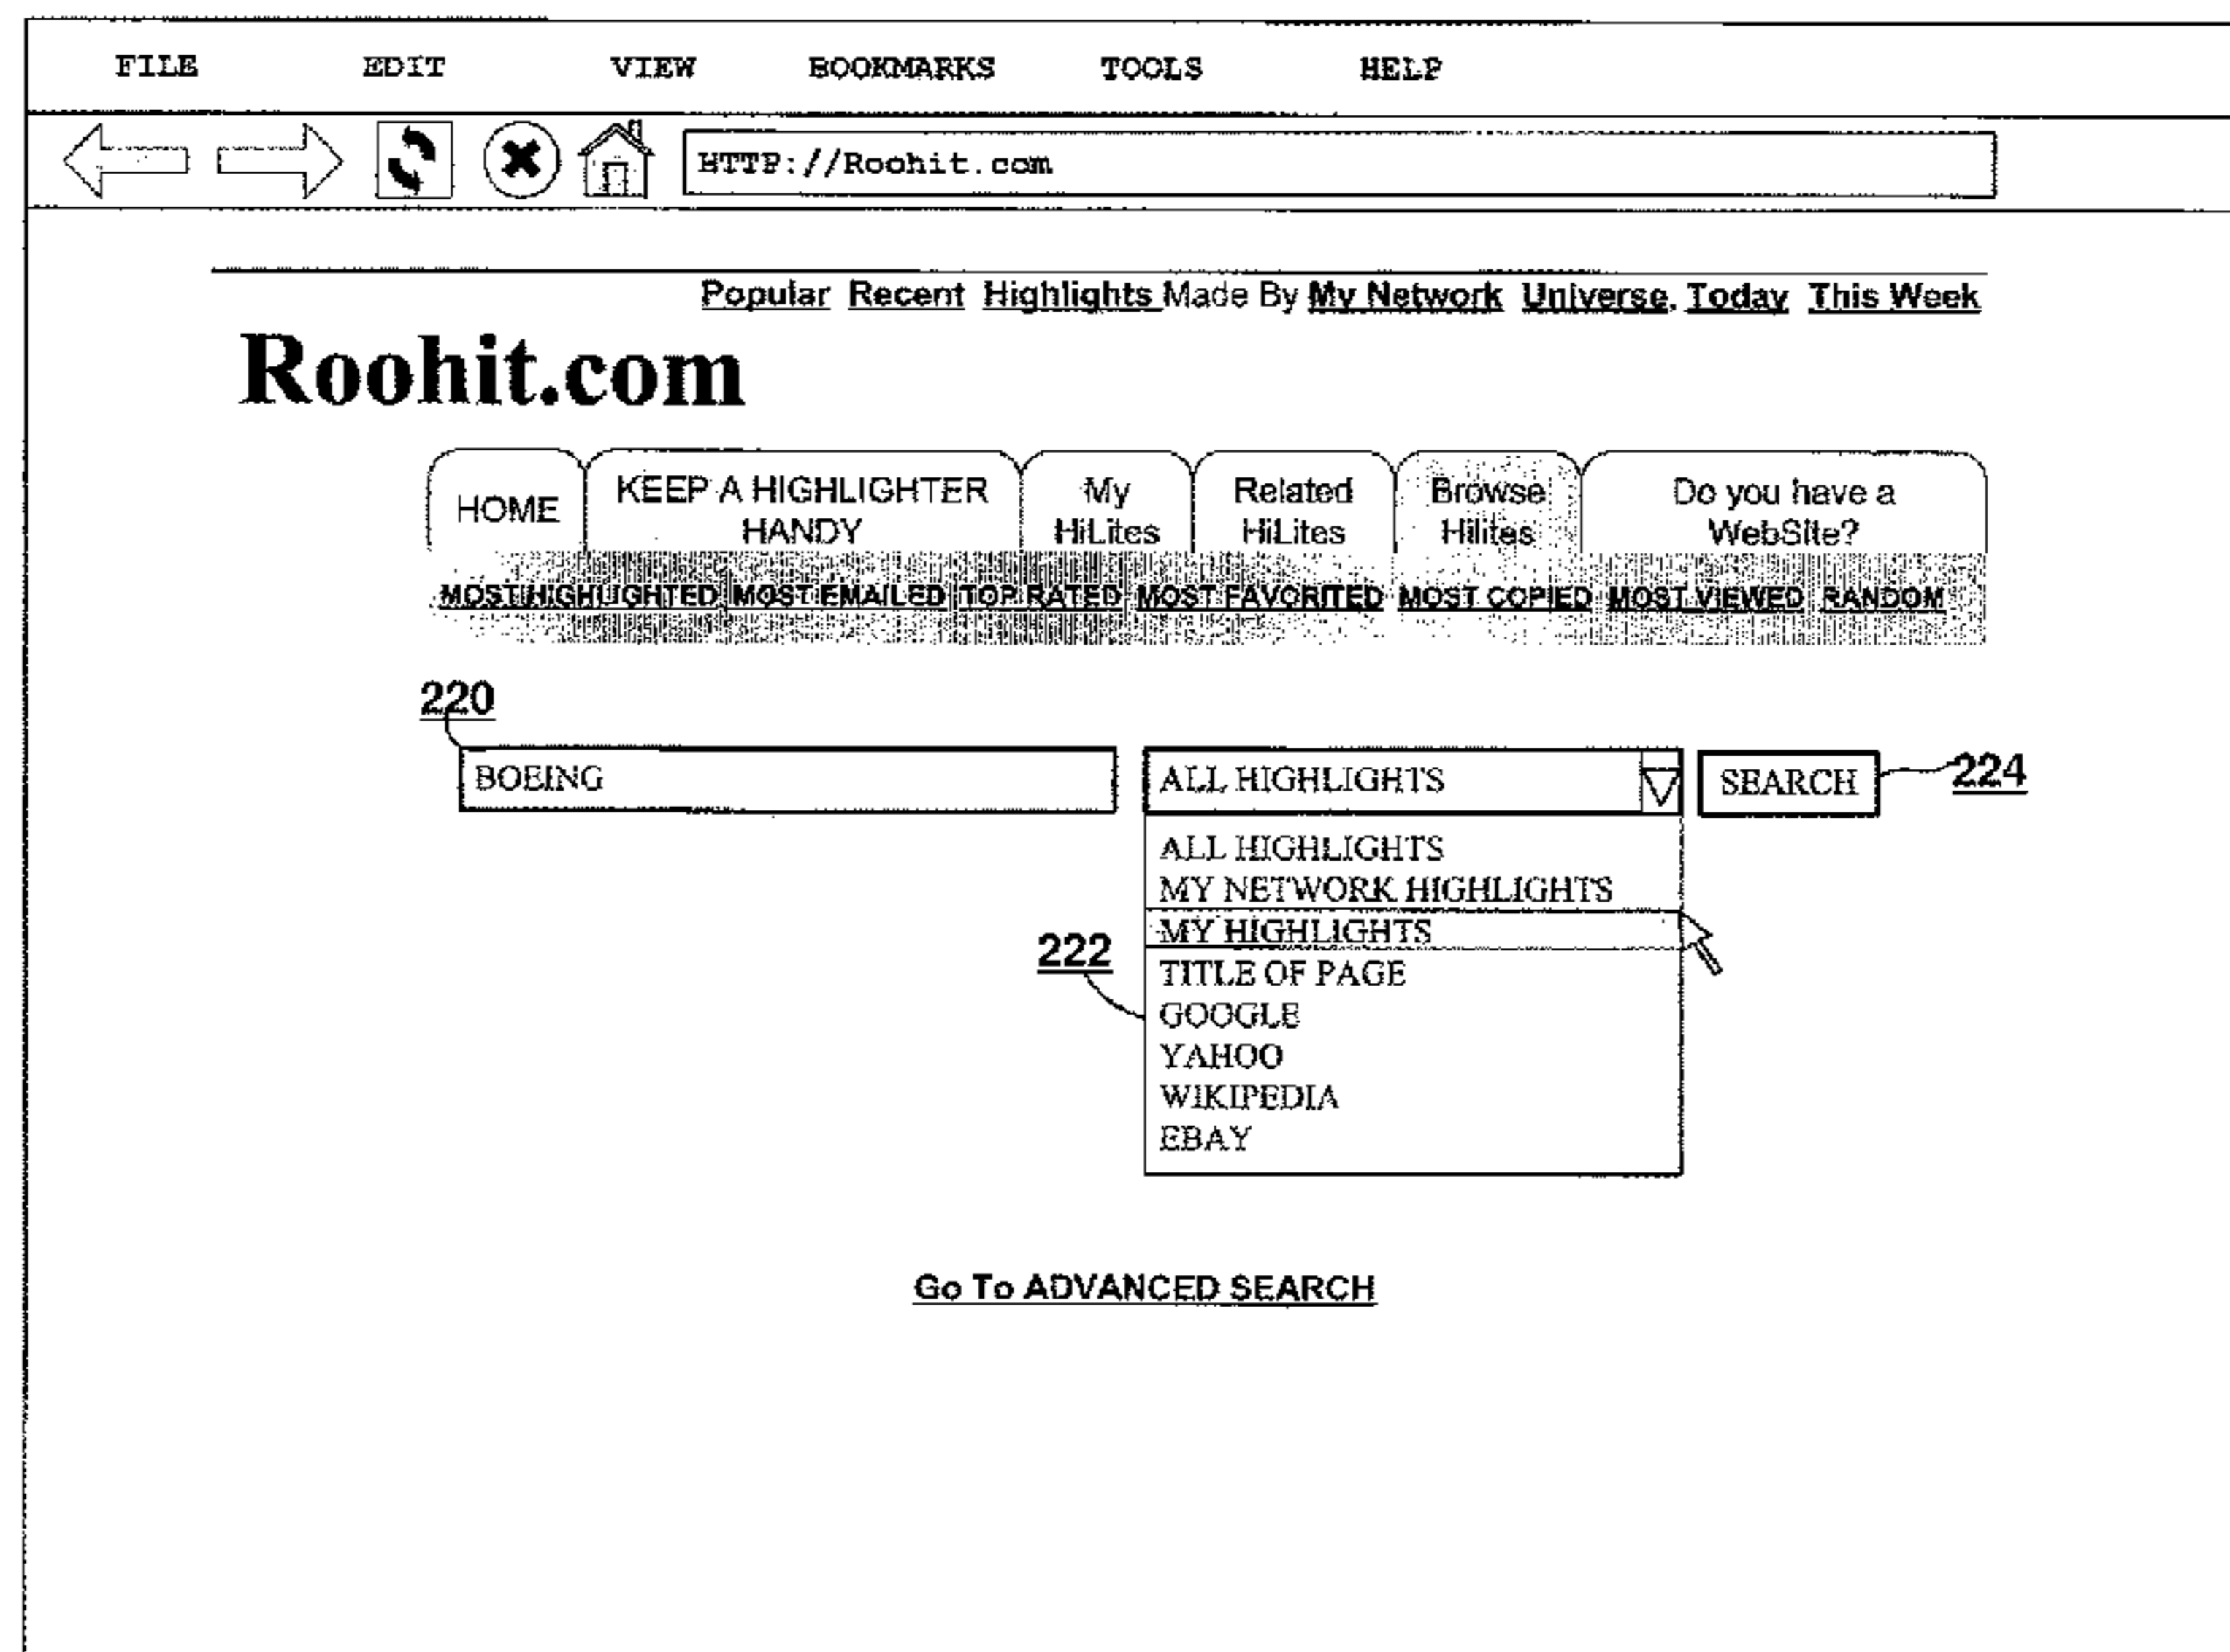 FILE EDIT VIEW BOOKMARKS TOOLS HELP
HTTP://Roohit.com
Popular Recent Highlights Made By My Network Universe, Today This Week
Roohit.com
HOME
KEEP A HIGHLIGHTER
HANDY
My
HiLites
Related
HiLites
Browse
Hilites
Do you have a
WebSite?
MOST HIGHLIGHTED MOST EMAILED TOP RATED MOST FAVORITED MOST COPIED MOST VIEWED RANDOM
220
BOEING
ALL HIGHLIGHTS
SEARCH
224
ALL HIGHLIGHTS
MY NETWORK HIGHLIGHTS
MY HIGHLIGHTS
222
TITLE OF PAGE
GOOGLE
YAHOO
WIKIPEDIA
EBAY
Go To ADVANCED SEARCH